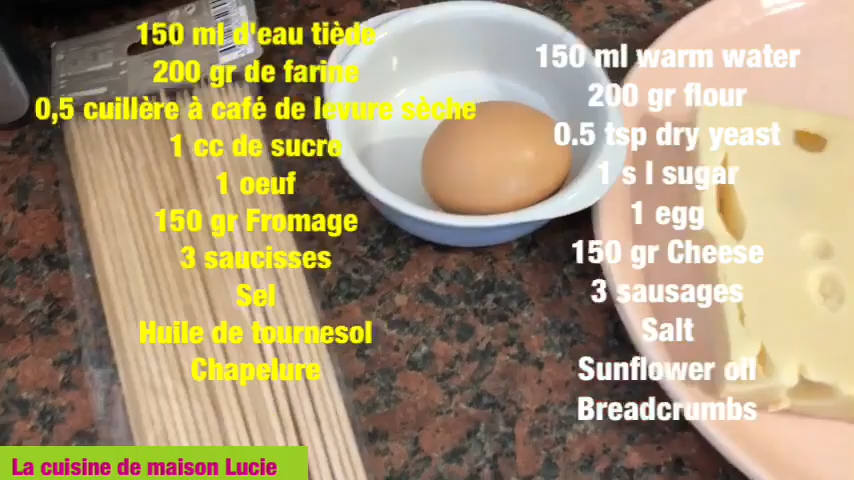 150 ml d'eau tiède
200 gr de farine
0,5 cuillère à café de levure sèche
1 cc de sucre
1 oeuf
150 gr Fromage
3 saucisses
Sel
Huile de tournesol
Chapelure
150 ml warm water
200 gr flour
0.5 tsp dry yeast
1 s l sugar
1 egg
150 gr Cheese
3 sausages
Salt
Sunflower oil
Breadcrumbs
La cuisine de maison Lucie